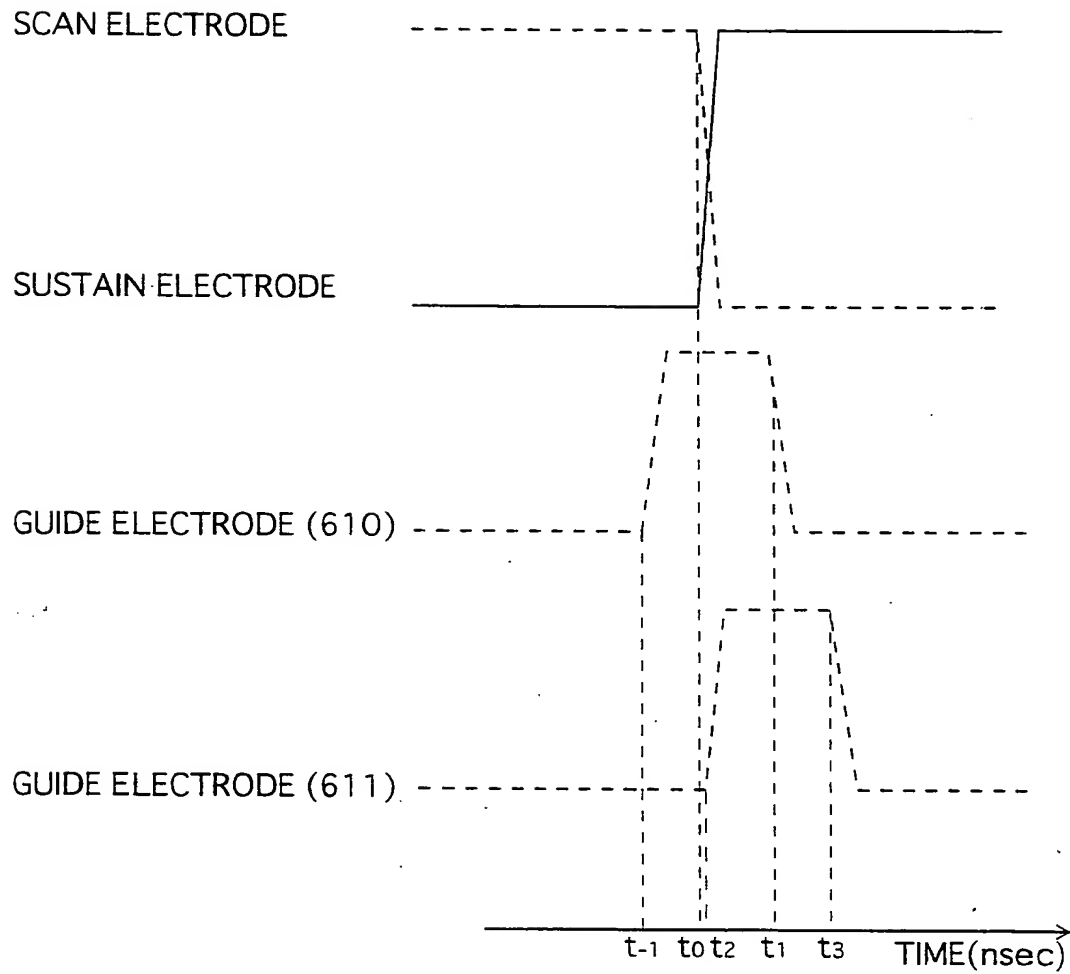 SCAN ELECTRODE
SUSTAIN ELECTRODE
GUIDE ELECTRODE (610)
GUIDE ELECTRODE (611)
t-1 t0 t2 t1 t3 TIME(nsec)